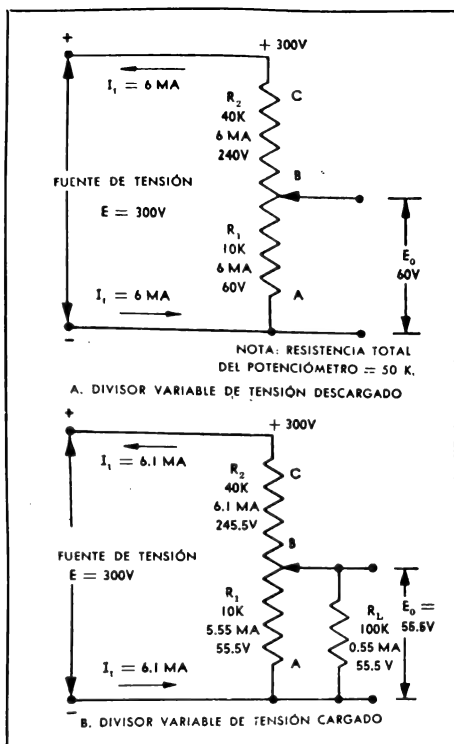 +
+ 300V
I₁ = 6 MA
R₂
40K
6 MA
240V
C
B
FUENTE DE TENSIÓN
E = 300V
R₁
10K
6 MA
60V
A
E₀
60V
I₁ = 6 MA
−
NOTA: RESISTENCIA TOTAL
DEL POTENCIÓMETRO = 50 K.
A. DIVISOR VARIABLE DE TENSIÓN DESCARGADO
+
+ 300V
I₁ = 6.1 MA
R₂
40K
6.1 MA
245.5V
C
B
FUENTE DE TENSIÓN
E = 300V
R₁
10K
5.55 MA
55.5V
A
R_L
100K
0.55 MA
55.5 V
E₀ =
55.5V
I₁ = 6.1 MA
−
B. DIVISOR VARIABLE DE TENSIÓN CARGADO